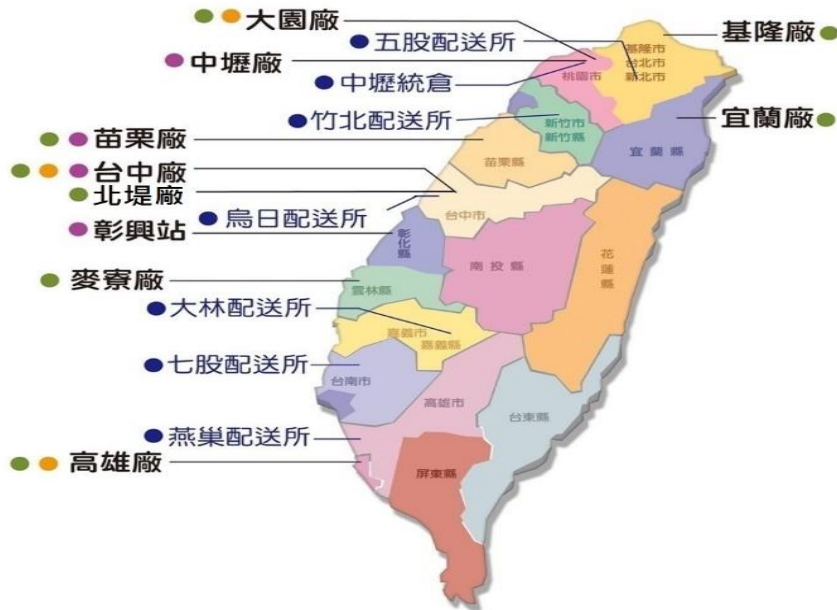 大園廠
五股配送所
基隆廠
中壢廠
中壢統倉
竹北配送所
宜蘭廠
苗栗廠
台中廠
北堤廠
烏日配送所
彰興站
麥寮廠
大林配送所
七股配送所
燕巢配送所
高雄廠
基隆市
台北市
新北市
桃園市
新竹市
新竹縣
宜蘭縣
苗栗縣
台中市
彰化縣
南投縣
花蓮縣
雲林縣
嘉義市
嘉義縣
台南市
高雄市
台東縣
屏東縣